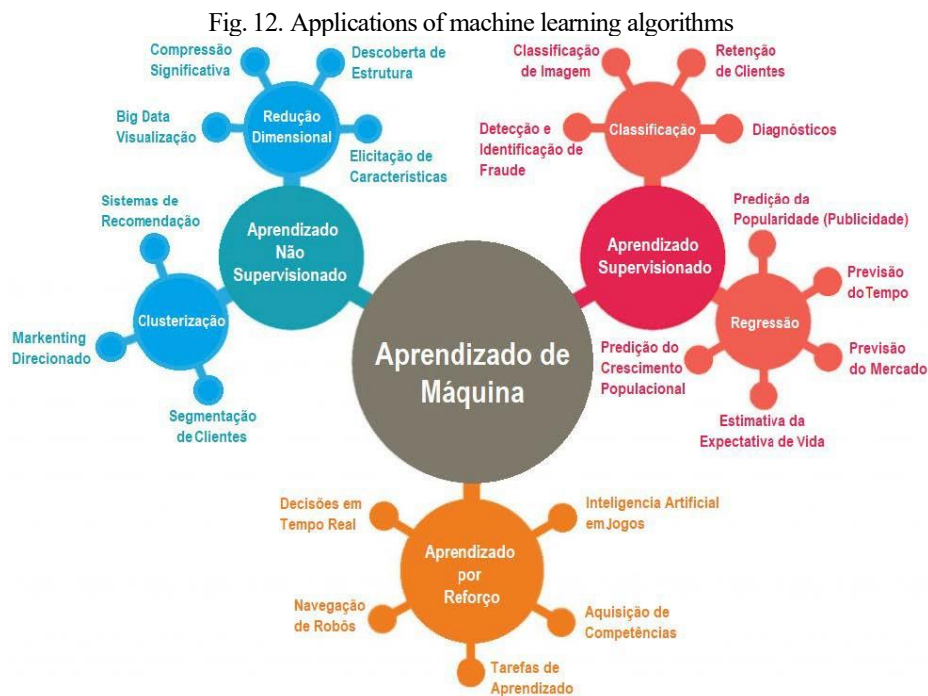 Fig. 12. Applications of machine learning algorithms
Compressão
Significativa
Descoberta de
Estrutura
Big Data
Visualização
Redução
Dimensional
Elicitação de
Características
Sistemas de
Recomendação
Aprendizado
Não
Supervisionado
Clusterização
Markenting
Direcionado
Segmentação
de Clientes
Classificação
de Imagem
Retenção
de Clientes
Detecção e
Identificação de
Fraude
Classificação
Diagnósticos
Aprendizado
Supervisionado
Predição da
Popularidade (Publicidade)
Previsão
do Tempo
Regressão
Previsão
do Mercado
Predição do
Crescimento
Populacional
Estimativa da
Expectativa de Vida
Aprendizado de
Máquina
Decisões em
Tempo Real
Inteligencia Artificial
em Jogos
Aprendizado
por
Reforço
Navegação
de Robôs
Aquisição de
Competências
Tarefas de
Aprendizado